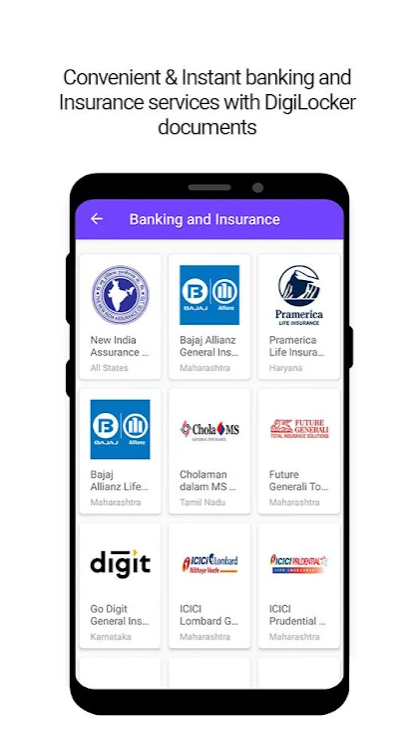 Convenient & Instant banking and
Insurance services with DigiLocker
documents
Banking and Insurance
New India
Assurance ...
All States
BAJAJ
Allianz
Bajaj Allianz
General Ins...
Maharashtra
Pramerica
LIFE INSURANCE
Pramerica
Life Insura...
Haryana
BAJAJ
Allianz
Bajaj
Allianz Life...
Maharashtra
Chola MS
GENERAL INSURANCE
Cholaman
dalam MS ...
Tamil Nadu
FUTURE
GENERALI
TOTAL INSURANCE SOLUTIONS
Future
Generali To...
Maharashtra
digit
Go Digit
General Ins...
Karnataka
ICICI Lombard
Nibhaye Vaade
ICICI
Lombard G...
Maharashtra
ICICI PRUDENTIAL
LIFE INSURANCE
ICICI
Prudential ...
Maharashtra